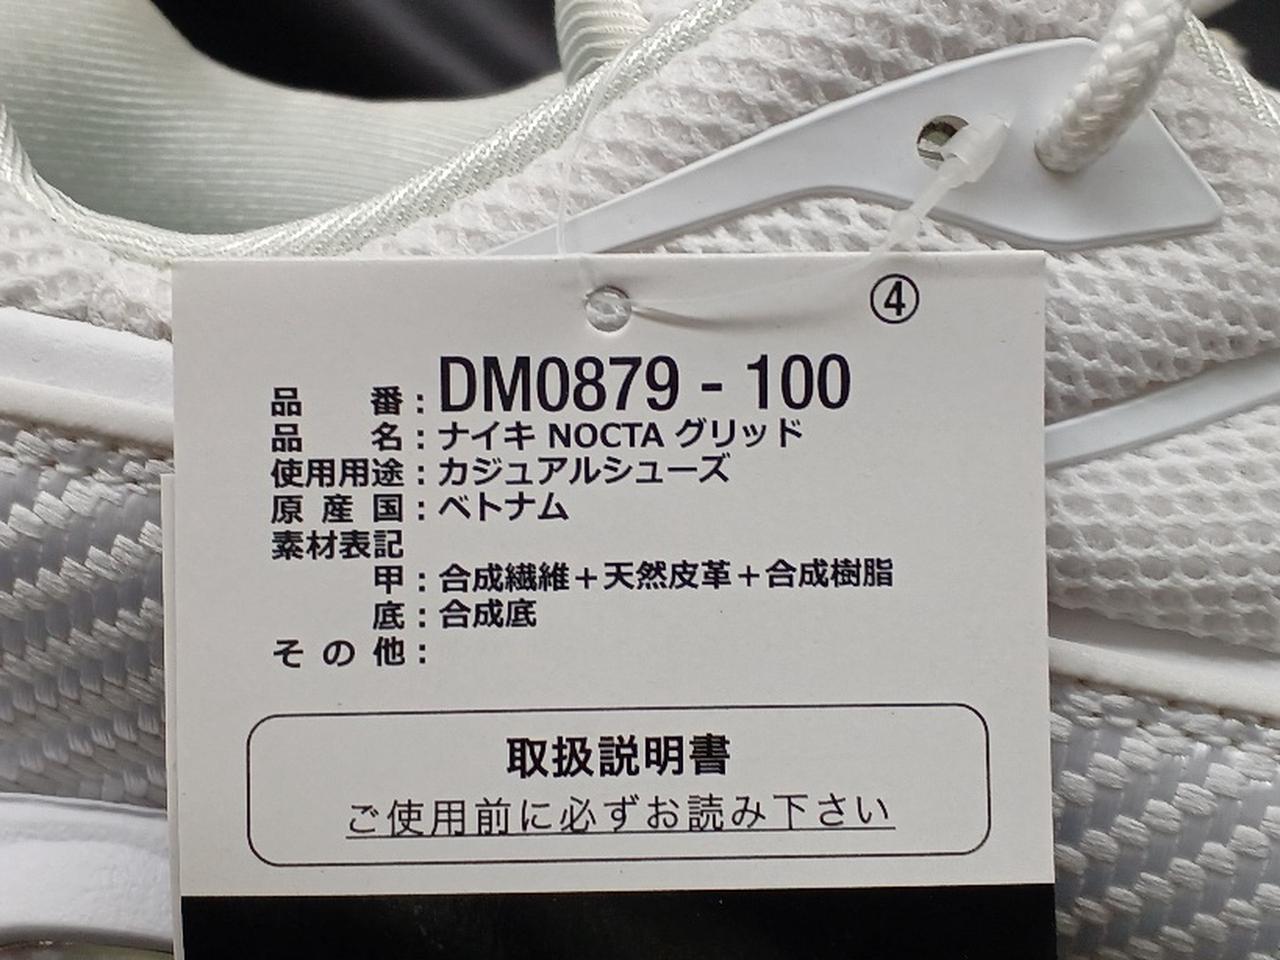 ④
品番：DM0879 - 100
品名：ナイキ NOCTA グリッド
使用用途：カジュアルシューズ
原産国：ベトナム
素材表記
甲：合成繊維＋天然皮革＋合成樹脂
底：合成底
その他：
取扱説明書
ご使用前に必ずお読み下さい